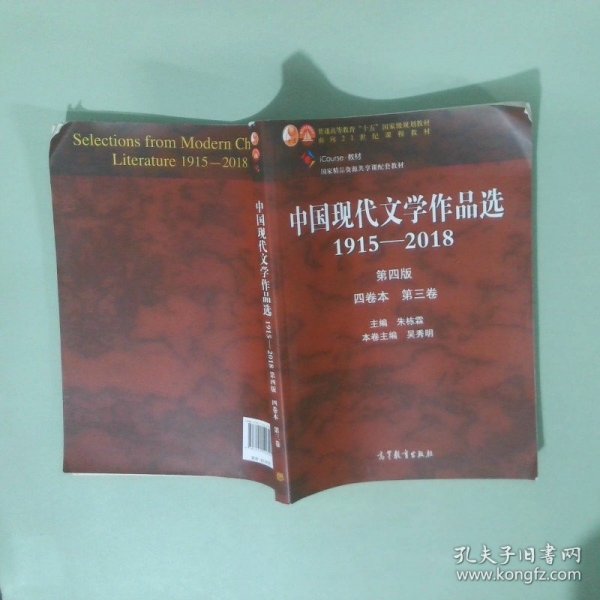 普通高等教育“十五”国家级规划教材
面向21世纪课程教材
iCourse·教材
国家精品资源共享课配套教材
中国现代文学作品选
1915—2018
第四版
四卷本 第三卷
主编 朱栋霖
本卷主编 吴秀明
高等教育出版社
中国现代文学作品选 1915—2018 第四版 四卷本 第三卷
Selections from Modern Ch
Literature 1915—2018
孔夫子旧书网
www.kongfz.com